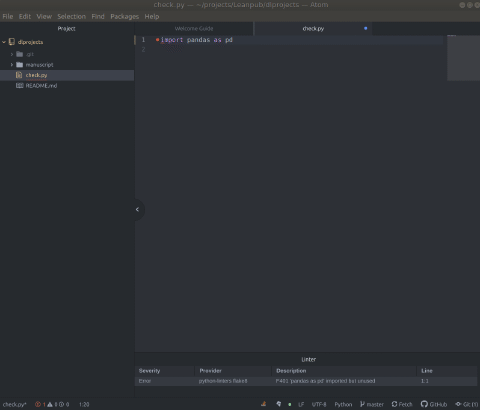 check.py — ~/projects/Leanpub/dlprojects — Atom
File Edit View Selection Find Packages Help
Project
Welcome Guide
check.py
dlprojects
.git
manuscript
check.py
README.md
1 import pandas as pd
2
Linter
Severity Provider Description Line
Error python-linters:flake8 F401 'pandas as pd' imported but unused 1:1
check.py* 1 0 0 1:20 LF UTF-8 Python master Fetch GitHub Git (1)